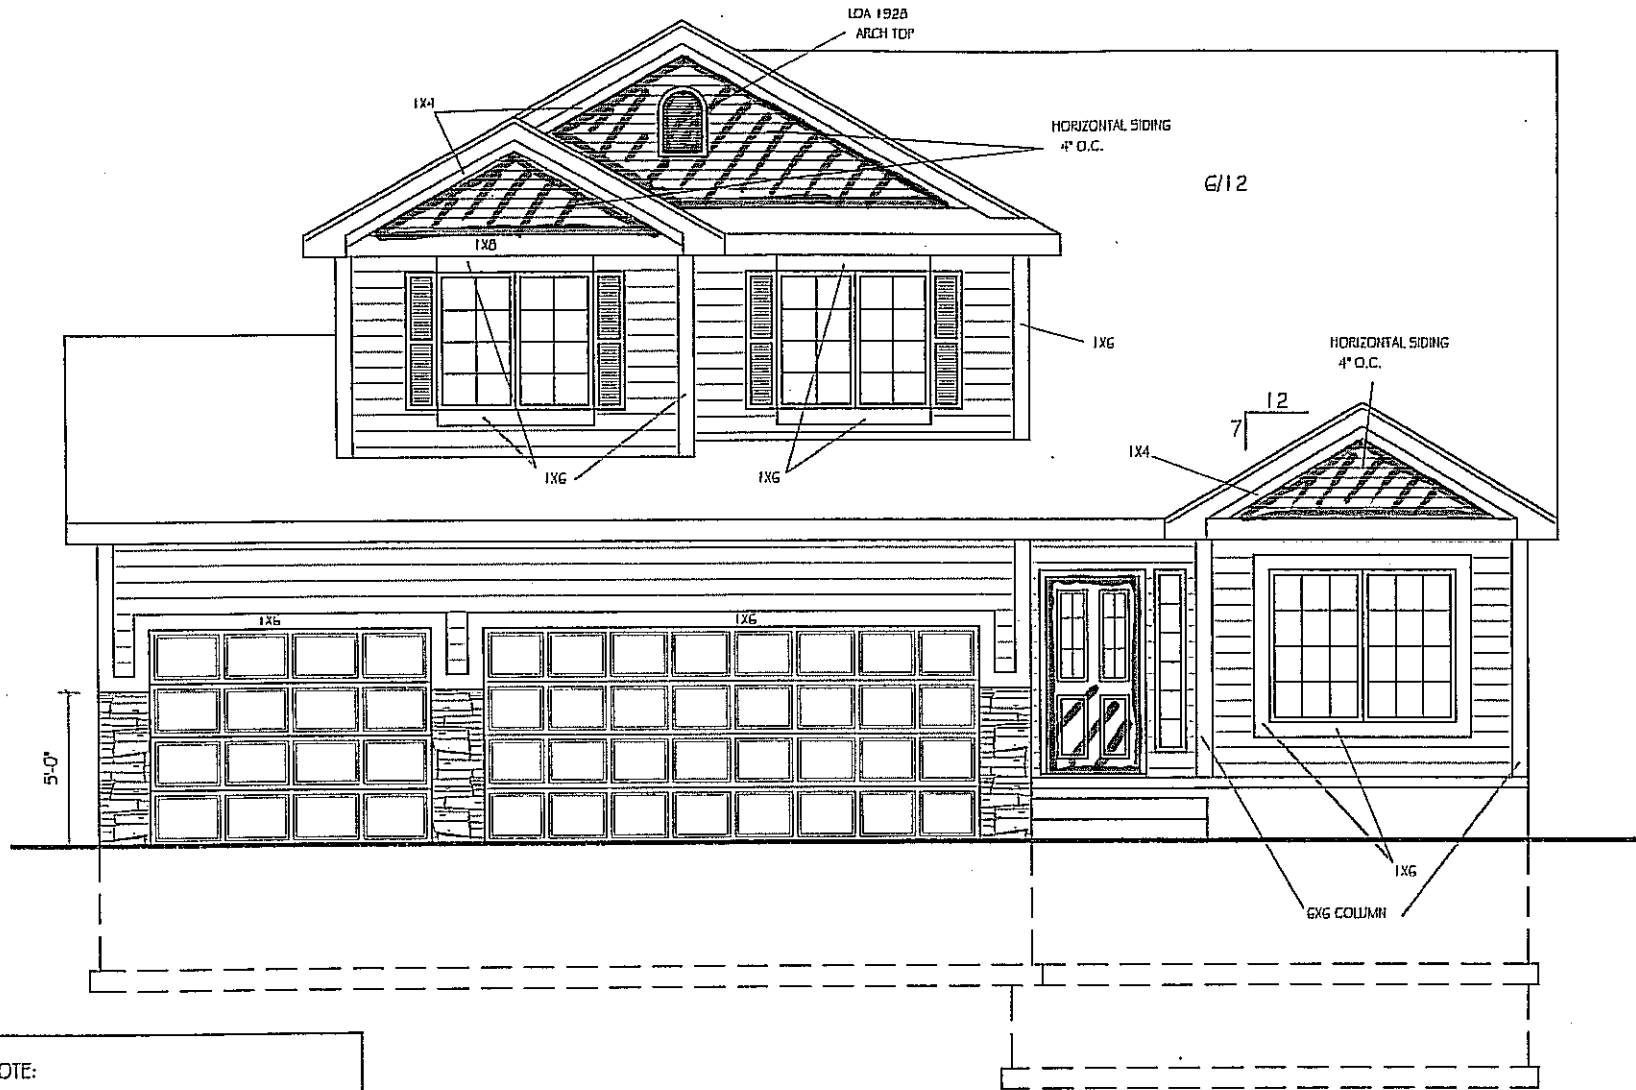 LDA 1928
ARCH TOP
1X4
HORIZONTAL SIDING
4" O.C.
6/12
1X8
1X6
HORIZONTAL SIDING
4" O.C.
12
7
1X4
1X6
1X6
1X6
1X6
5'-0"
1X6
6X6 COLUMN
OTE: